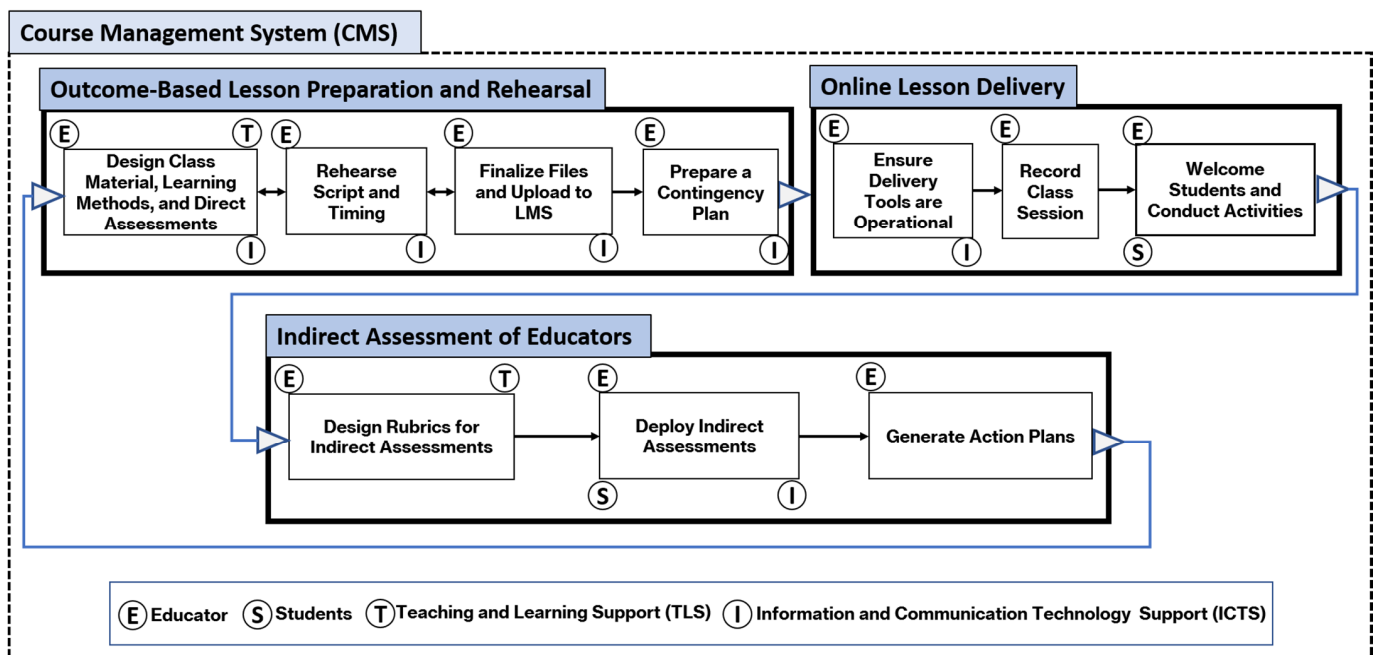 Course Management System (CMS)
Outcome-Based Lesson Preparation and Rehearsal
E
T
Design Class
Material, Learning
Methods, and Direct
Assessments
I
E
Rehearse
Script and
Timing
I
E
Finalize Files
and Upload to
LMS
I
E
Prepare a
Contingency
Plan
I
Online Lesson Delivery
E
Ensure
Delivery
Tools are
Operational
I
E
Record
Class
Session
E
Welcome
Students and
Conduct Activities
S
Indirect Assessment of Educators
E
T
Design Rubrics for
Indirect Assessments
E
Deploy Indirect
Assessments
S
I
E
Generate Action Plans
E Educator S Students T Teaching and Learning Support (TLS) I Information and Communication Technology Support (ICTS)